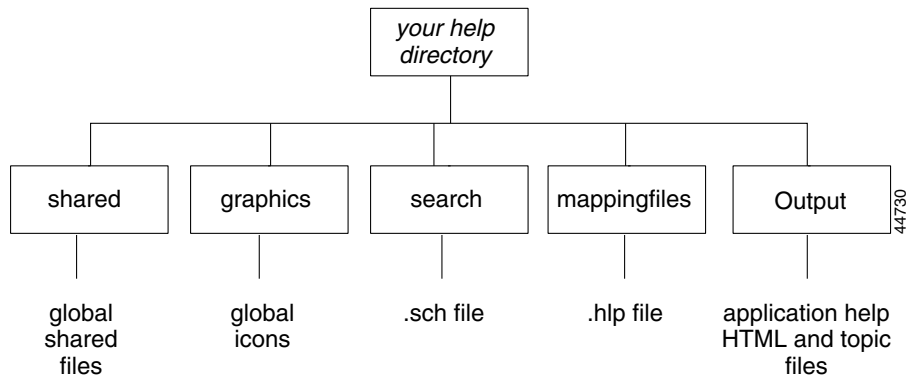 your help
directory
shared
graphics
search
mappingfiles
Output
44730
global
shared
files
global
icons
.sch file
.hlp file
application help
HTML and topic
files